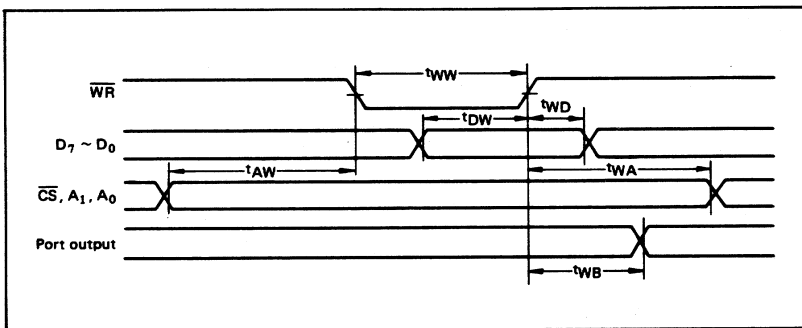 tWW
WR
tWD
tDW
D7 ~ D0
tAW
tWA
CS, A1, A0
Port output
tWB